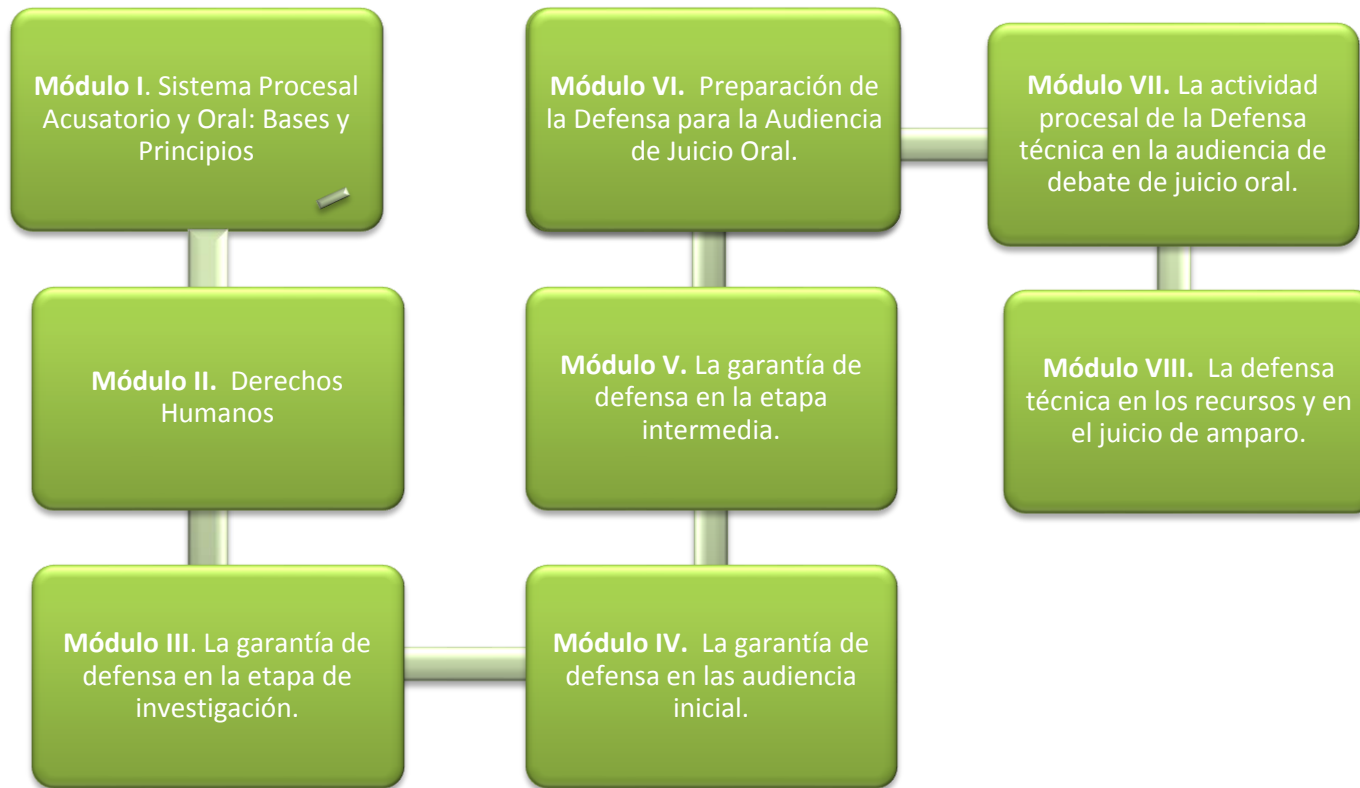 Módulo I. Sistema Procesal
Acusatorio y Oral: Bases y
Principios
Módulo II.  Derechos
Humanos
Módulo III. La garantía de
defensa en la etapa de
investigación.
Módulo IV.  La garantía de
defensa en las audiencia
inicial.
Módulo V. La garantía de
defensa en la etapa
intermedia.
Módulo VI.  Preparación de
la Defensa para la Audiencia
de Juicio Oral.
Módulo VII. La actividad
procesal de la Defensa
técnica en la audiencia de
debate de juicio oral.
Módulo VIII.  La defensa
técnica en los recursos y en
el juicio de amparo.